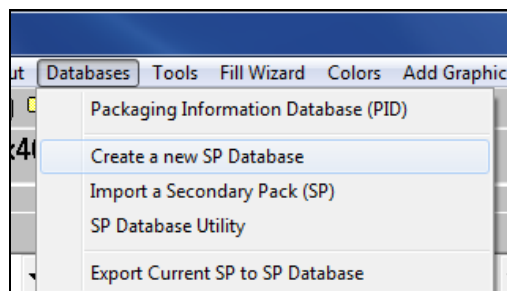 ut Databases Tools Fill Wizard Colors Add Graphic
Packaging Information Database (PID)
Create a new SP Database
Import a Secondary Pack (SP)
SP Database Utility
Export Current SP to SP Database